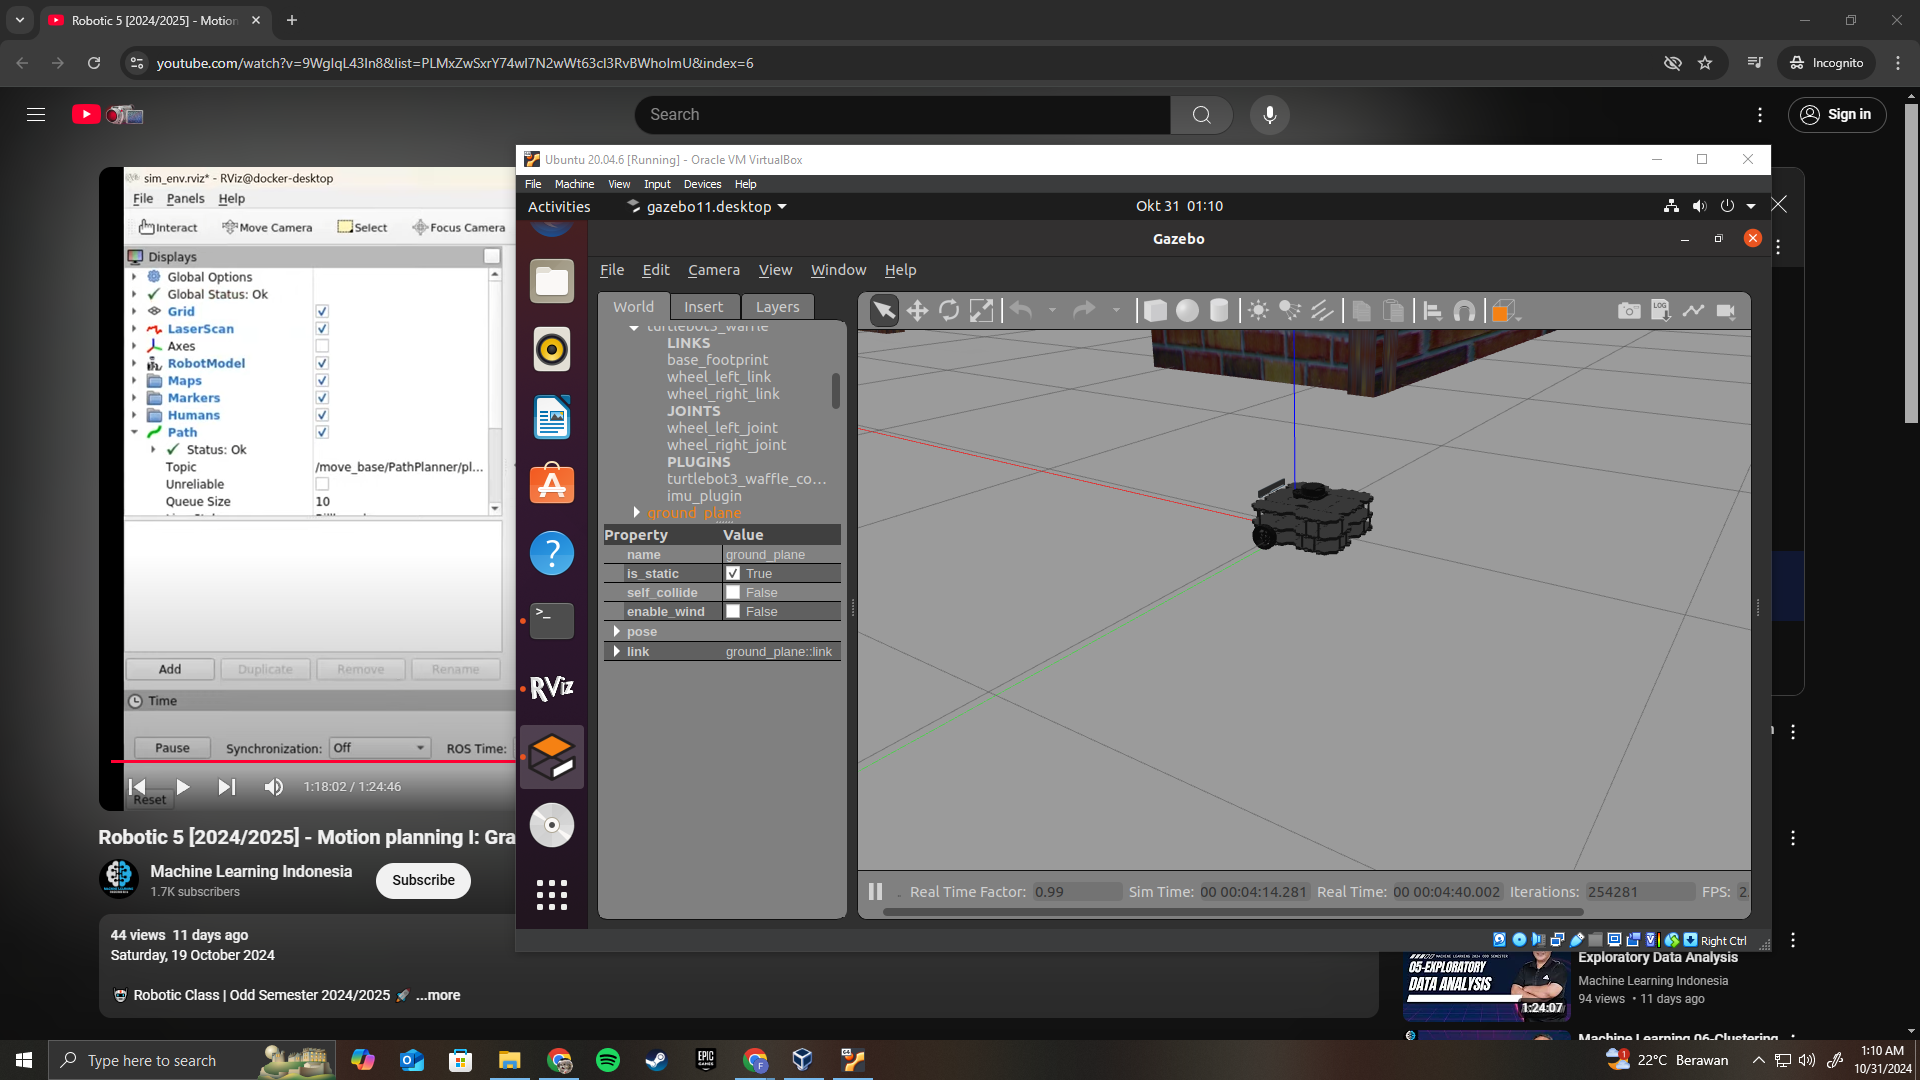 Robotic 5 [2024/2025] - Motion
youtube.com/watch?v=9WgIqL43In8&list=PLMxZwSxrY74wI7N2wWt63cI3RvBWhoImU&index=6
Incognito
Search
Sign in
sim_env.rviz* - RViz@docker-desktop
File Panels Help
Interact Move Camera Select Focus Camera
Displays
Global Options
Global Status: Ok
Grid
LaserScan
Axes
RobotModel
Maps
Markers
Humans
Path
Status: Ok
Topic /move_base/PathPlanner/pl...
Unreliable
Queue Size 10
Add Duplicate Remove Rename
Time
Pause Synchronization: Off ROS Time:
1:18:02 / 1:24:46
Reset
Robotic 5 [2024/2025] - Motion planning I: Gra
Machine Learning Indonesia
1.7K subscribers
Subscribe
44 views 11 days ago
Saturday, 19 October 2024
Robotic Class | Odd Semester 2024/2025 ...more
Ubuntu 20.04.6 [Running] - Oracle VM VirtualBox
File Machine View Input Devices Help
Activities gazebo11.desktop Okt 31 01:10
Gazebo
File Edit Camera View Window Help
World Insert Layers
turtlebot3_waffle
LINKS
base_footprint
wheel_left_link
wheel_right_link
JOINTS
wheel_left_joint
wheel_right_joint
PLUGINS
turtlebot3_waffle_co...
imu_plugin
ground_plane
Property Value
name ground_plane
is_static True
self_collide False
enable_wind False
pose
link ground_plane::link
LOG
RViz
Real Time Factor: 0.99 Sim Time: 00 00:04:14.281 Real Time: 00 00:04:40.002 Iterations: 254281 FPS: 2
Right Ctrl
05-EXPLORATORY
DATA ANALYSIS
1:24:07
Exploratory Data Analysis
Machine Learning Indonesia
94 views • 11 days ago
Machine Learning 06-Clustering
Type here to search
EPIC
GAMES
22°C Berawan
1:10 AM
10/31/2024